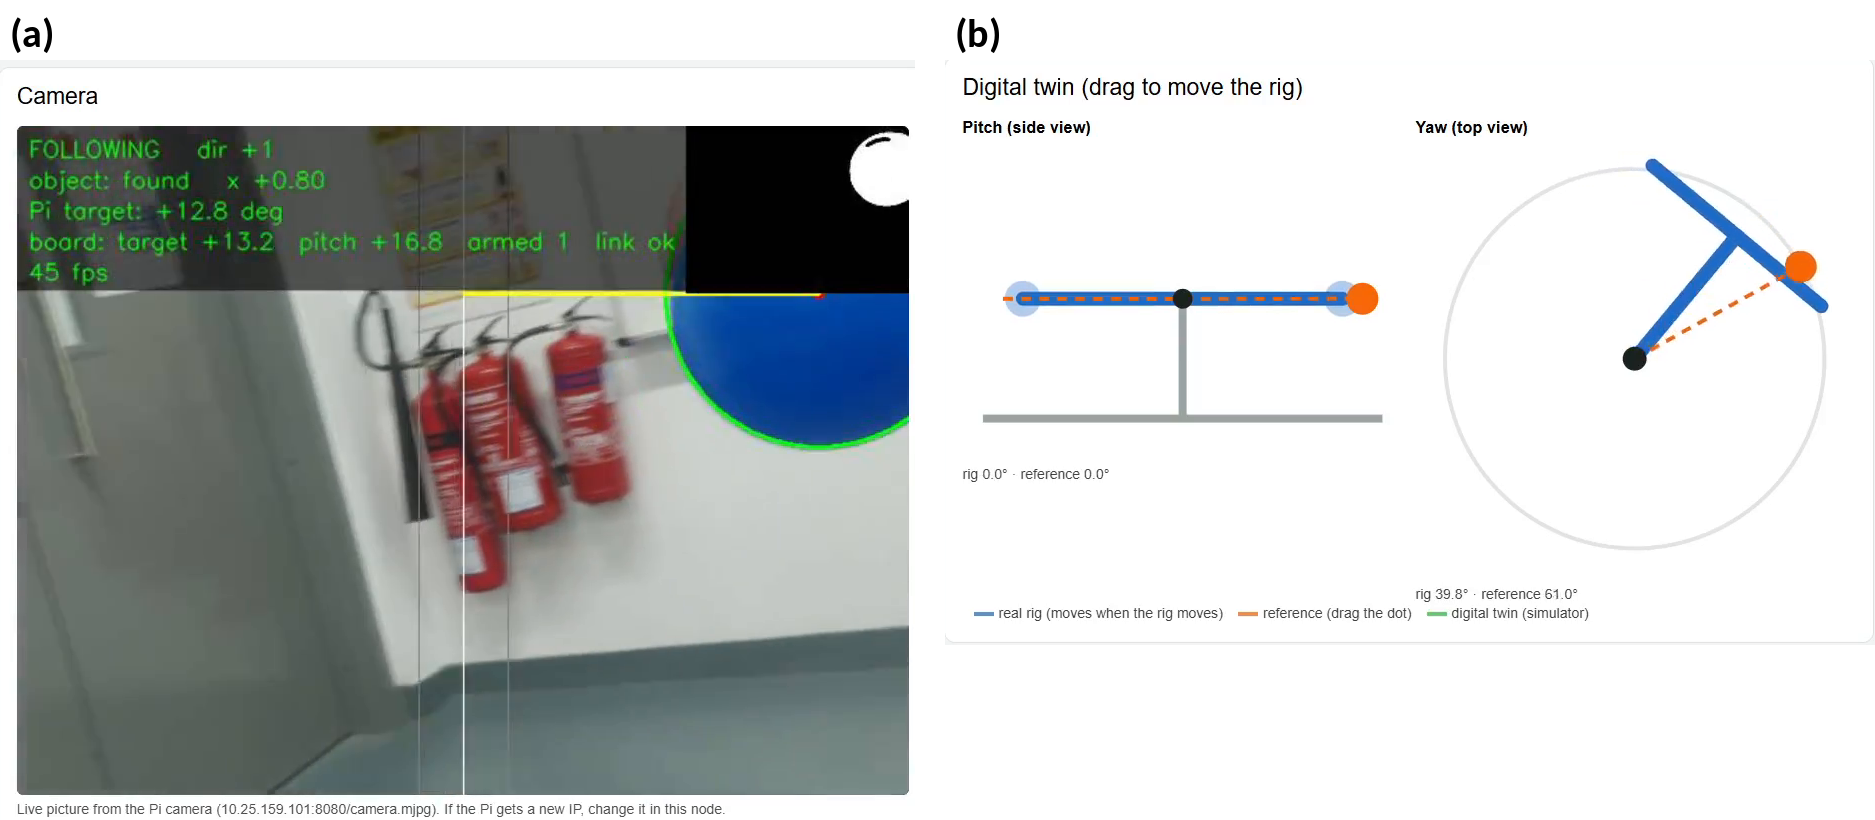 (a)
Camera
FOLLOWING dir +1
object: found x +0.80
Pi target: +12.8 deg
board: target +13.2 pitch +16.8 armed 1 link ok
45 fps
Live picture from the Pi camera (10.25.159.101:8080/camera.mjpg). If the Pi gets a new IP, change it in this node.
(b)
Digital twin (drag to move the rig)
Pitch (side view)
Yaw (top view)
rig 0.0° · reference 0.0°
rig 39.8° · reference 61.0°
real rig (moves when the rig moves) reference (drag the dot) digital twin (simulator)